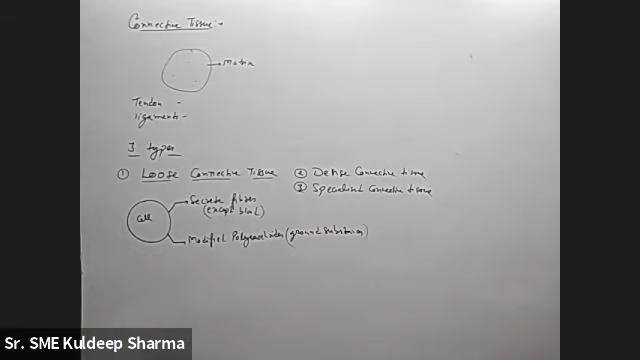 Connective Tissue :-
Matrix
Tendon -
ligaments -
3 types
① Loose Connective Tissue
② Dense Connective tissue
③ Specialised Connective tissue
Cell
Secrete fibres
(except blood)
Modified Polysaccharides (ground substances)
Sr. SME Kuldeep Sharma